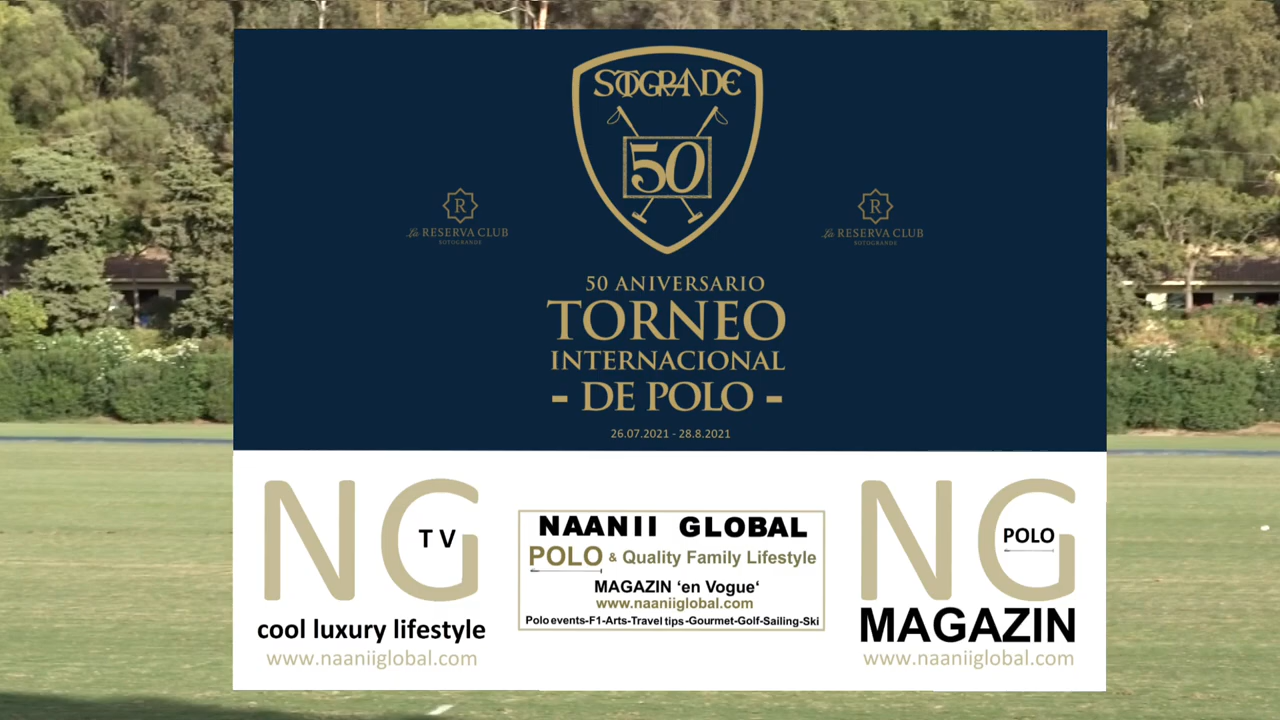 SOTOGRANDE
50
R
La RESERVA CLUB
SOTOGRANDE
R
La RESERVA CLUB
SOTOGRANDE
50 ANIVERSARIO
TORNEO
INTERNACIONAL
- DE POLO -
26.07.2021 - 28.8.2021
NG
TV
cool luxury lifestyle
www.naaniiglobal.com
NAANII GLOBAL
POLO & Quality Family Lifestyle
MAGAZIN ‘en Vogue‘
www.naaniiglobal.com
Polo events-F1-Arts-Travel tips -Gourmet-Golf-Sailing-Ski
NG
POLO
MAGAZIN
www.naaniiglobal.com